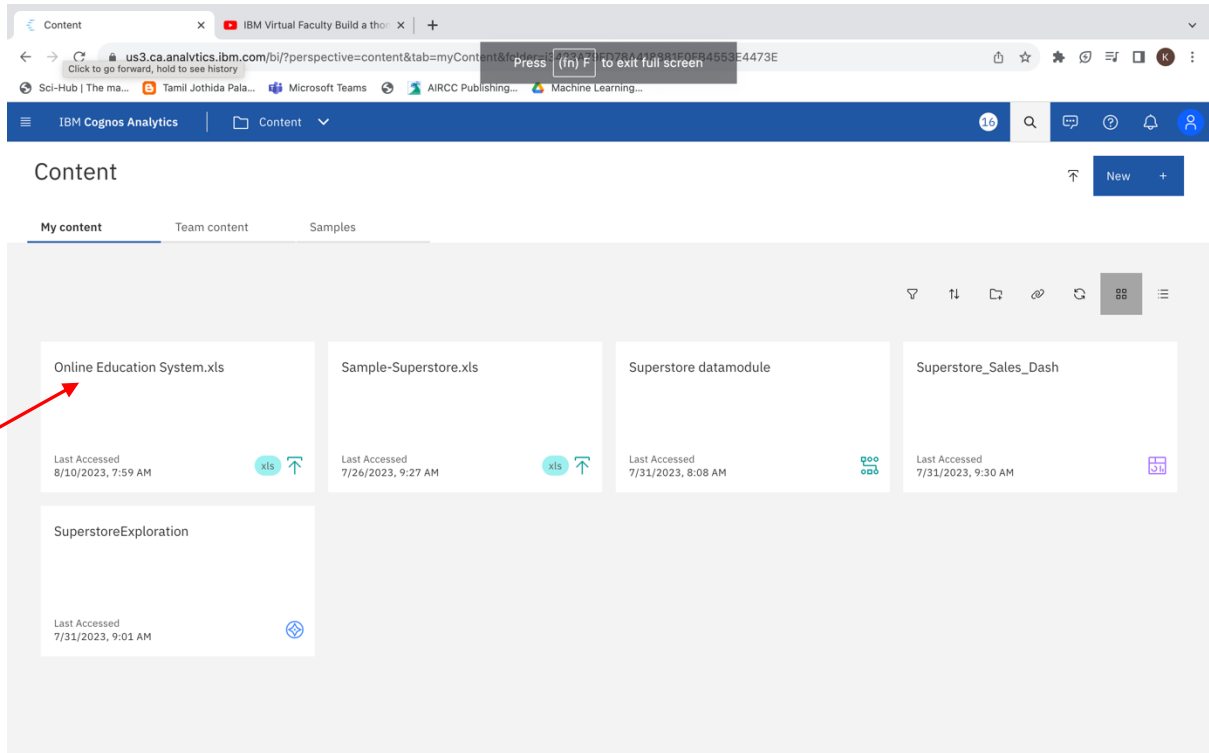 Content
IBM Virtual Faculty Build a thor
us3.ca.analytics.ibm.com/bi/?perspective=content&tab=myContent&folder=i3423A79FD78A418981E0FB4553E4473E
Press (fn) F to exit full screen
Click to go forward, hold to see history
K
Sci-Hub | The ma...
Tamil Jothida Pala...
Microsoft Teams
AIRCC Publishing...
Machine Learning...
IBM Cognos Analytics
Content
16
Content
New +
My content
Team content
Samples
Online Education System.xls
Sample-Superstore.xls
Superstore datamodule
Superstore_Sales_Dash
Last Accessed
8/10/2023, 7:59 AM
xls
Last Accessed
7/26/2023, 9:27 AM
xls
Last Accessed
7/31/2023, 8:08 AM
Last Accessed
7/31/2023, 9:30 AM
SuperstoreExploration
Last Accessed
7/31/2023, 9:01 AM